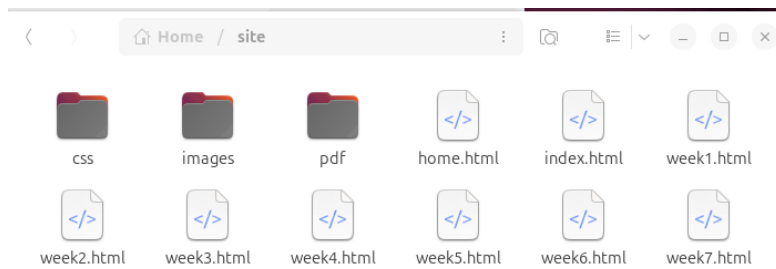 Home / site
css images pdf home.html index.html week1.html
week2.html week3.html week4.html week5.html week6.html week7.html